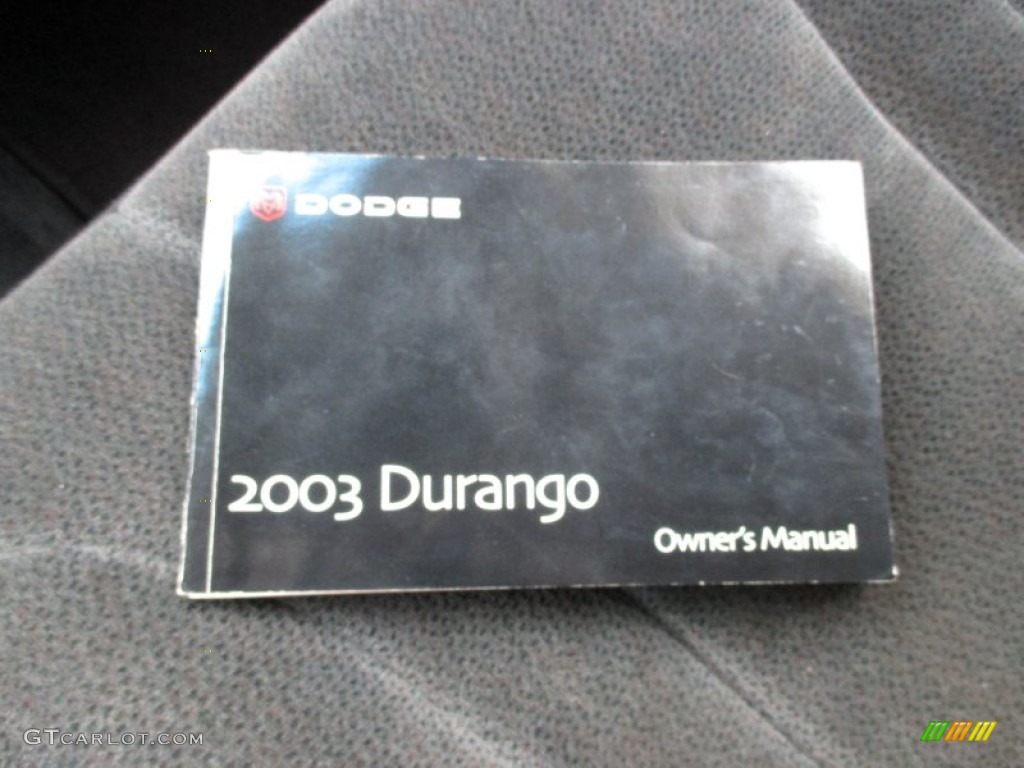 DODGE
2003 Durango
Owner's Manual
GTCARLOT.COM